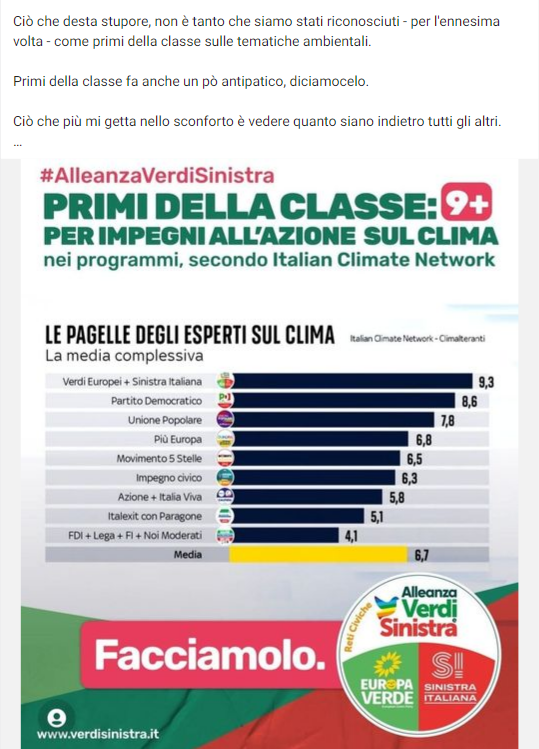 Ciò che desta stupore, non è tanto che siamo stati riconosciuti - per l'ennesima
volta - come primi della classe sulle tematiche ambientali.
Primi della classe fa anche un pò antipatico, diciamocelo.
Ciò che più mi getta nello sconforto è vedere quanto siano indietro tutti gli altri.
...
#AlleanzaVerdiSinistra
PRIMI DELLA CLASSE: 9+
PER IMPEGNI ALL'AZIONE SUL CLIMA
nei programmi, secondo Italian Climate Network
LE PAGELLE DEGLI ESPERTI SUL CLIMA Italian Climate Network - Climalteranti
La media complessiva
Verdi Europei + Sinistra Italiana 9,3
Partito Democratico 8,6
Unione Popolare 7,8
Più Europa 6,8
Movimento 5 Stelle 6,5
Impegno civico 6,3
Azione + Italia Viva 5,8
Italexit con Paragone 5,1
FDI + Lega + FI + Noi Moderati 4,1
Media 6,7
Facciamolo.
Reti Civiche
Alleanza
Verdi
Sinistra
EUROPA
VERDE
SI
SINISTRA
ITALIANA
www.verdisinistra.it